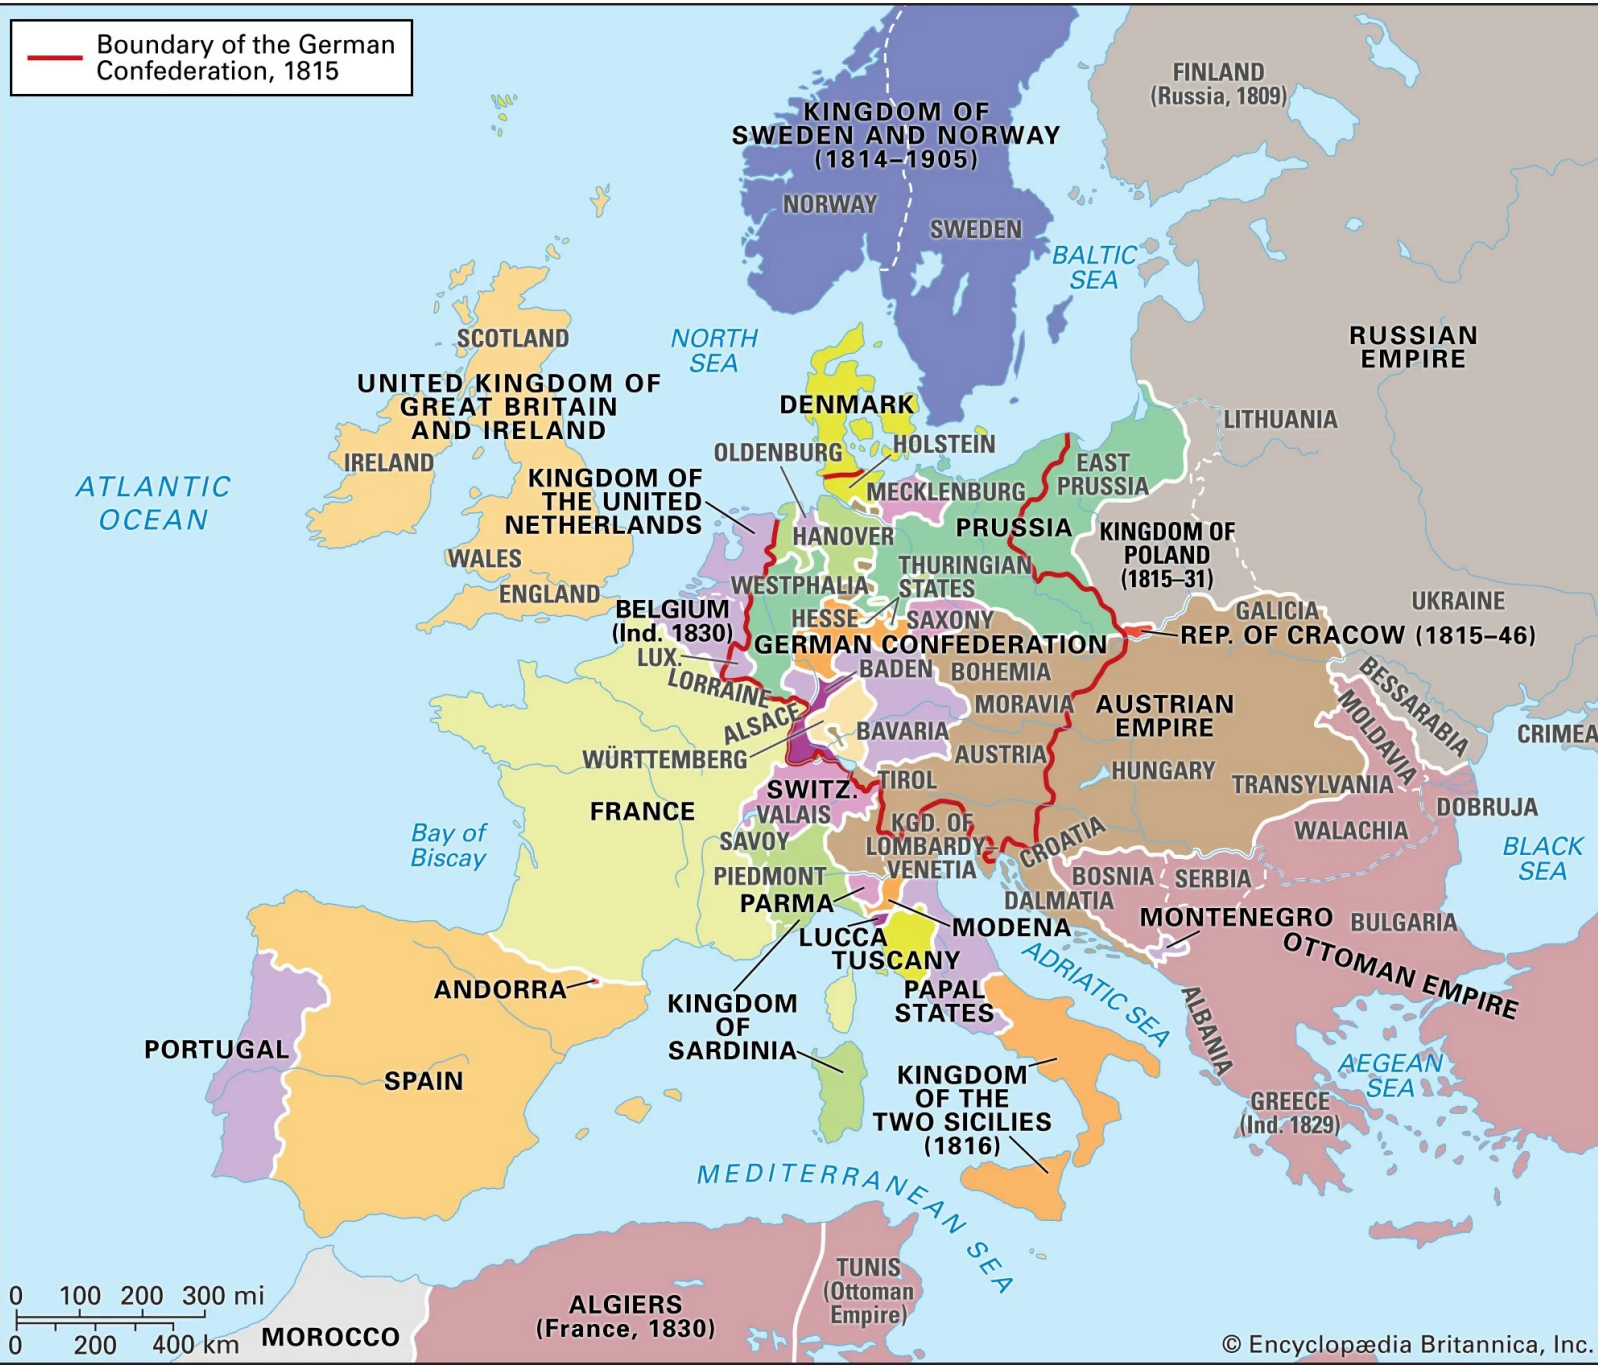 Boundary of the German
Confederation, 1815
FINLAND
(Russia, 1809)
KINGDOM OF
SWEDEN AND NORWAY
(1814–1905)
NORWAY
SWEDEN
BALTIC
SEA
SCOTLAND
NORTH
SEA
RUSSIAN
EMPIRE
UNITED KINGDOM OF
GREAT BRITAIN
AND IRELAND
DENMARK
LITHUANIA
IRELAND
OLDENBURG
HOLSTEIN
EAST
PRUSSIA
ATLANTIC
OCEAN
KINGDOM OF
THE UNITED
NETHERLANDS
MECKLENBURG
PRUSSIA
HANOVER
KINGDOM OF
POLAND
(1815–31)
WALES
ENGLAND
WESTPHALIA
THURINGIAN
STATES
BELGIUM
(Ind. 1830)
HESSE
SAXONY
GALICIA
UKRAINE
REP. OF CRACOW (1815–46)
GERMAN CONFEDERATION
LUX.
LORRAINE
BADEN
BOHEMIA
BESSARABIA
MORAVIA
AUSTRIAN
EMPIRE
MOLDAVIA
CRIMEA
ALSACE
BAVARIA
WÜRTTEMBERG
AUSTRIA
HUNGARY
TRANSYLVANIA
TIROL
SWITZ.
VALAIS
FRANCE
DOBRUJA
Bay of
Biscay
SAVOY
KGD. OF
LOMBARDY–
VENETIA
CROATIA
WALACHIA
BLACK
SEA
PIEDMONT
PARMA
BOSNIA
SERBIA
DALMATIA
MONTENEGRO
BULGARIA
LUCCA
MODENA
TUSCANY
ADRIATIC SEA
OTTOMAN EMPIRE
ANDORRA
PAPAL
STATES
KINGDOM
OF
SARDINIA
ALBANIA
PORTUGAL
SPAIN
KINGDOM
OF THE
TWO SICILIES
(1816)
AEGEAN
SEA
GREECE
(Ind. 1829)
MEDITERRANEAN SEA
TUNIS
(Ottoman
Empire)
ALGIERS
(France, 1830)
MOROCCO
0 100 200 300 mi
0 200 400 km
© Encyclopædia Britannica, Inc.